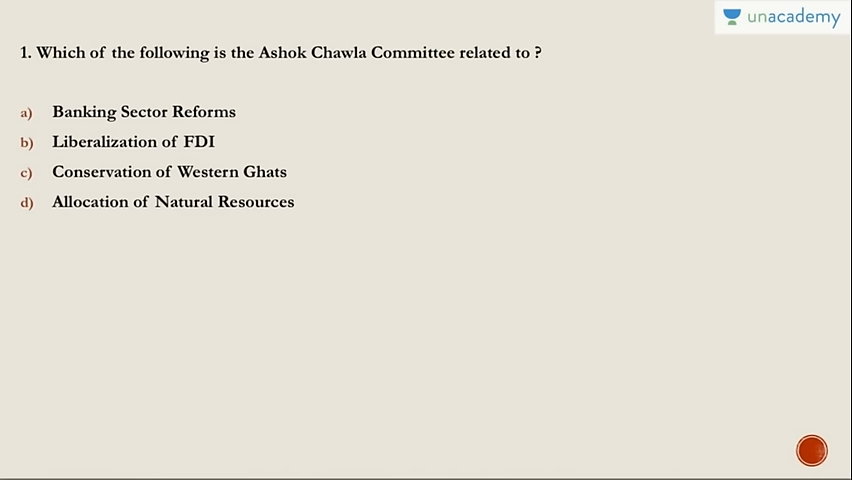 unacademy
1. Which of the following is the Ashok Chawla Committee related to ?
a) Banking Sector Reforms
b) Liberalization of FDI
c) Conservation of Western Ghats
d) Allocation of Natural Resources